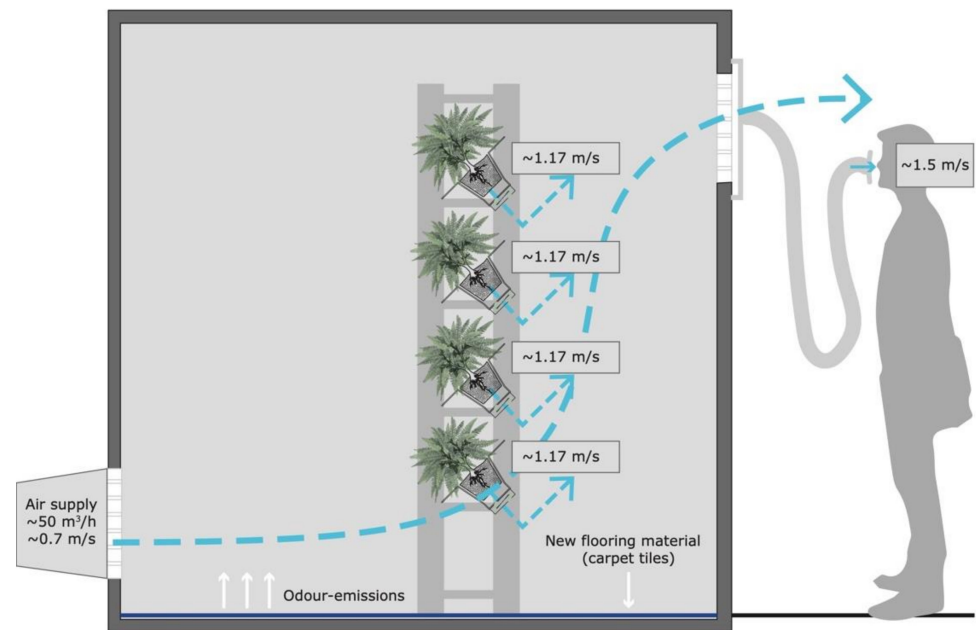 ~1.17 m/s
~1.5 m/s
~1.17 m/s
~1.17 m/s
~1.17 m/s
Air supply
~50 m³/h
~0.7 m/s
New flooring material
(carpet tiles)
Odour-emissions